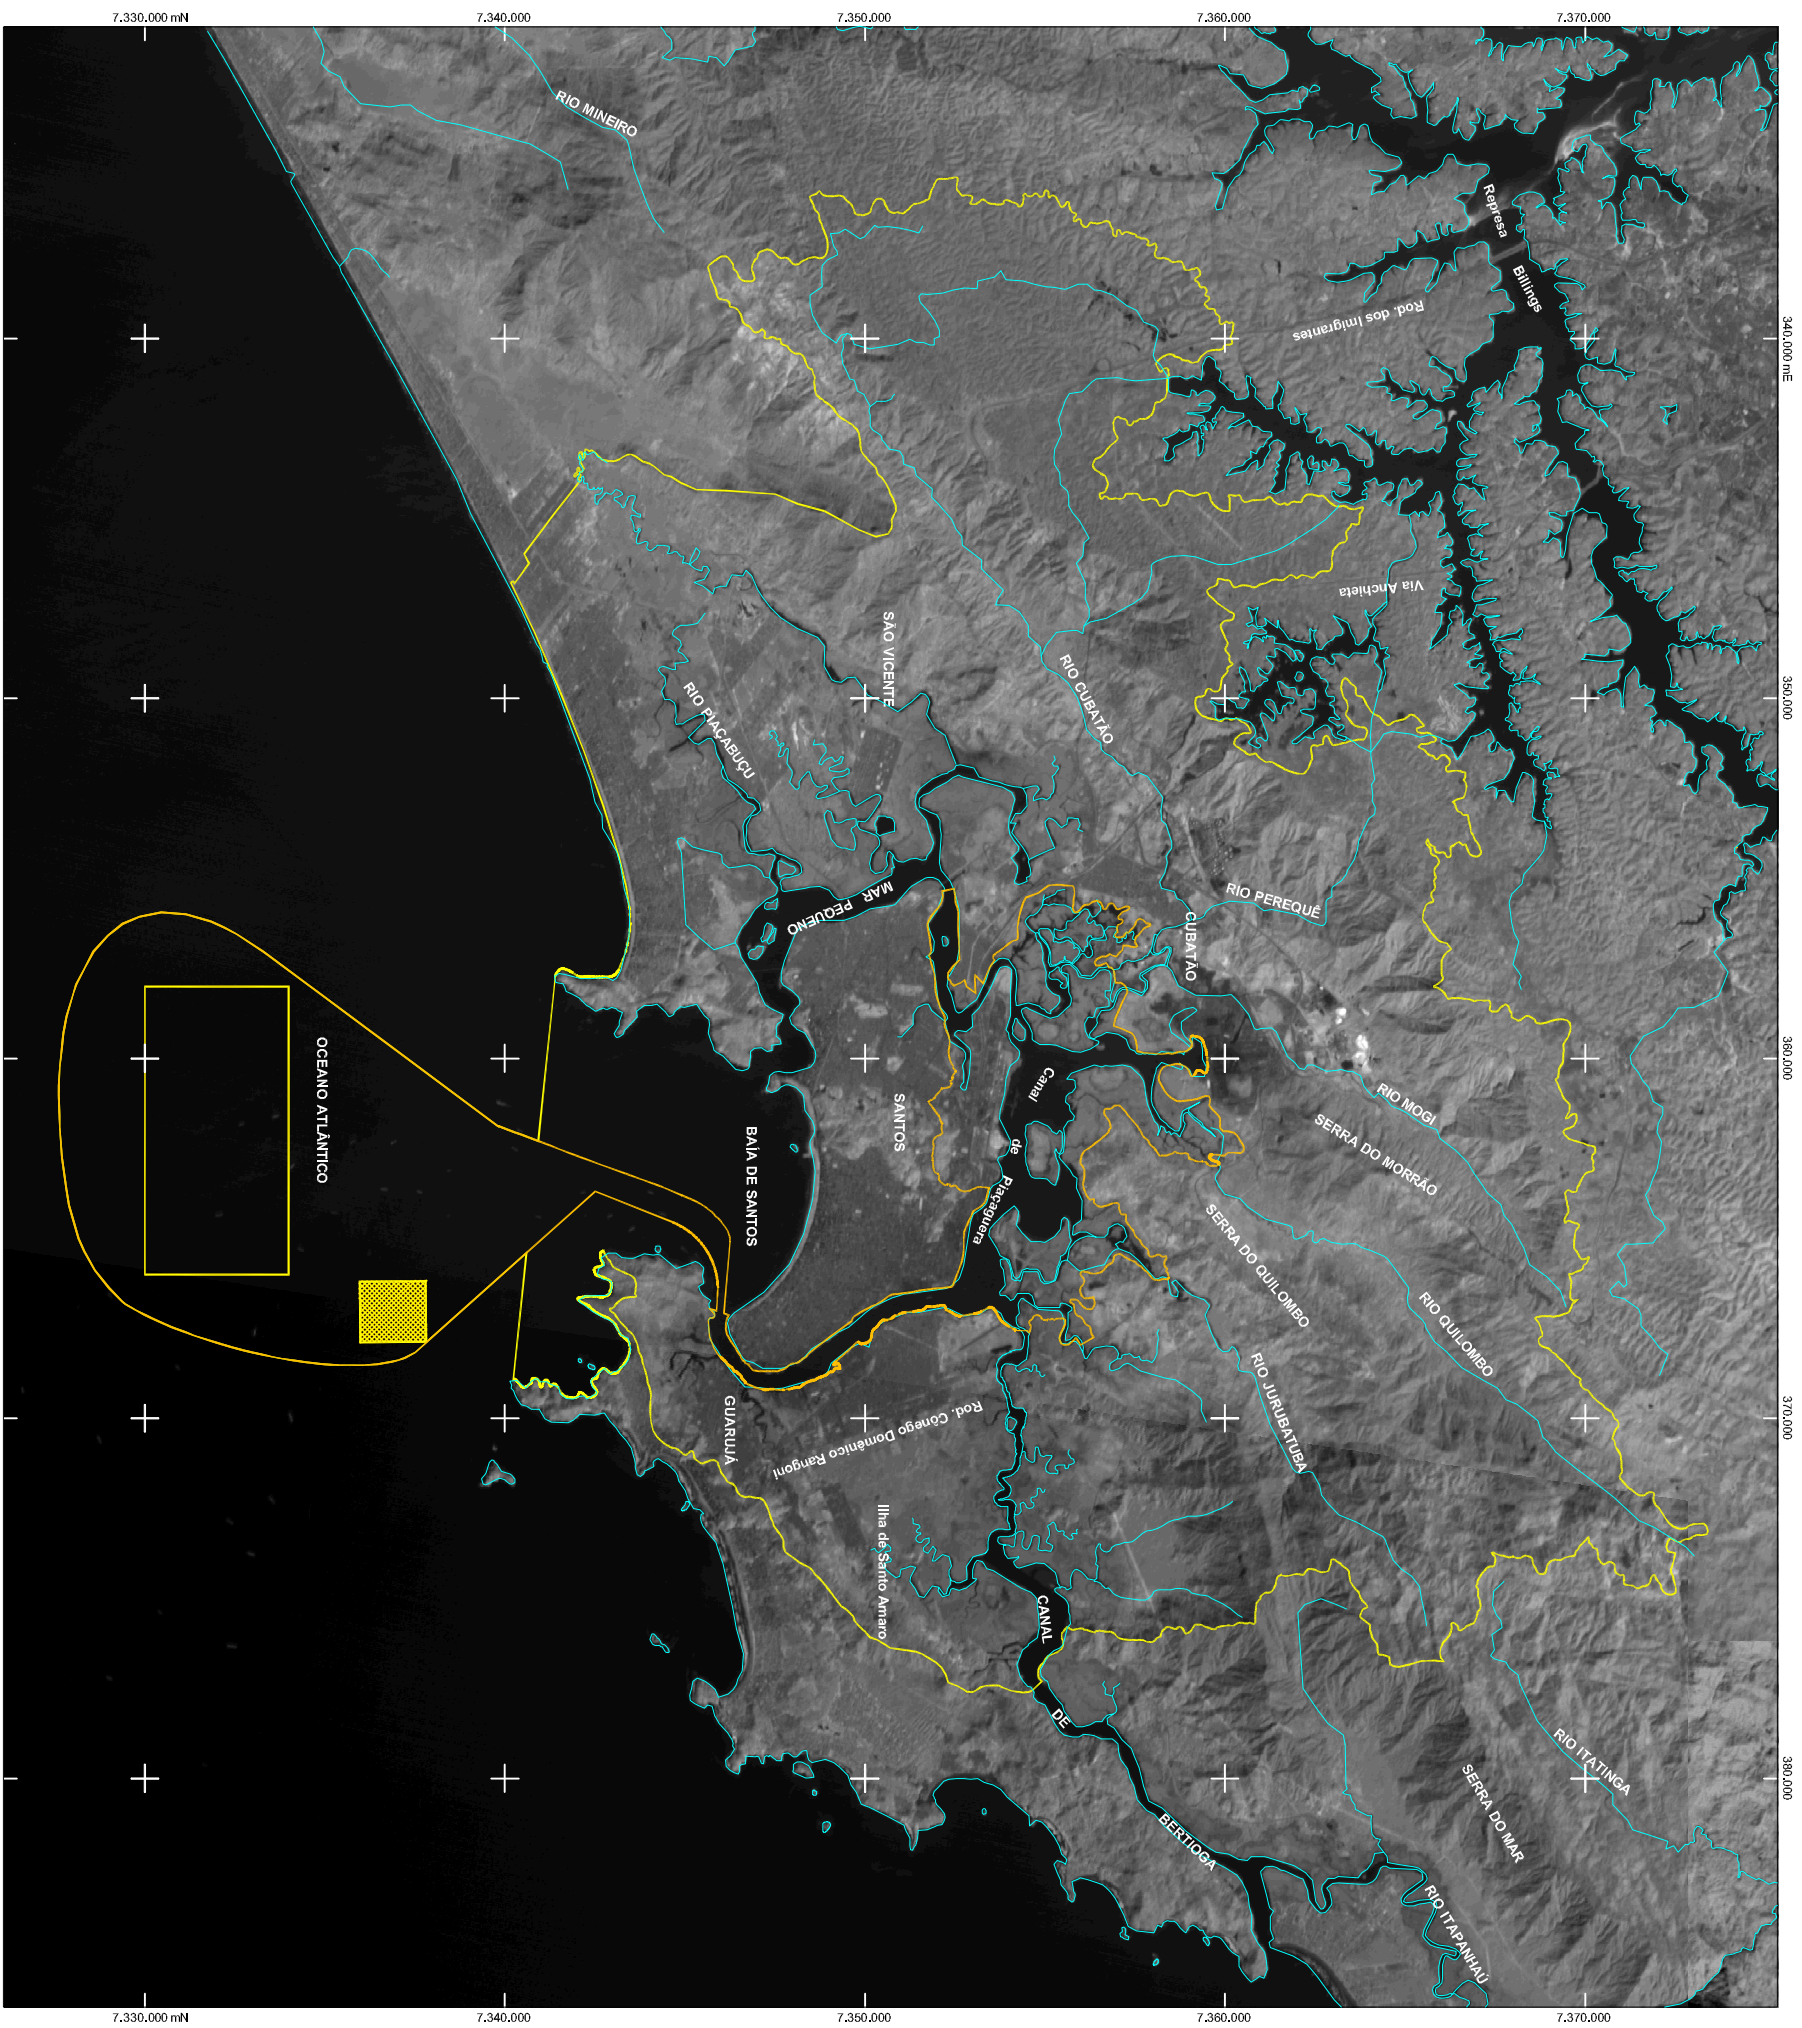 7.330.000 mN
7.340.000
7.350.000
7.360.000
7.370.000
RIO MINEIRO
Represa
Billings
Rod. dos Imigrantes
340.000 mE
Via Anchieta
SÃO VICENTE
RIO CUBATÃO
350.000
RIO PIAÇABUÇU
MAR PEQUENO
RIO PEREQUÊ
CUBATÃO
360.000
OCEANO ATLÂNTICO
BAÍA DE SANTOS
SANTOS
Canal
de
Piaçaguera
RIO MOGI
SERRA DO MORRÃO
SERRA DO QUILOMBO
RIO QUILOMBO
RIO JURUBATUBA
GUARUJÁ
Rod. Cônego Domênico Rangoni
370.000
Ilha de Santo Amaro
CANAL
DE
BERTIOGA
RIO ITATINGA
SERRA DO MAR
380.000
RIO ITAPANHAÚ
7.330.000 mN
7.340.000
7.350.000
7.360.000
7.370.000